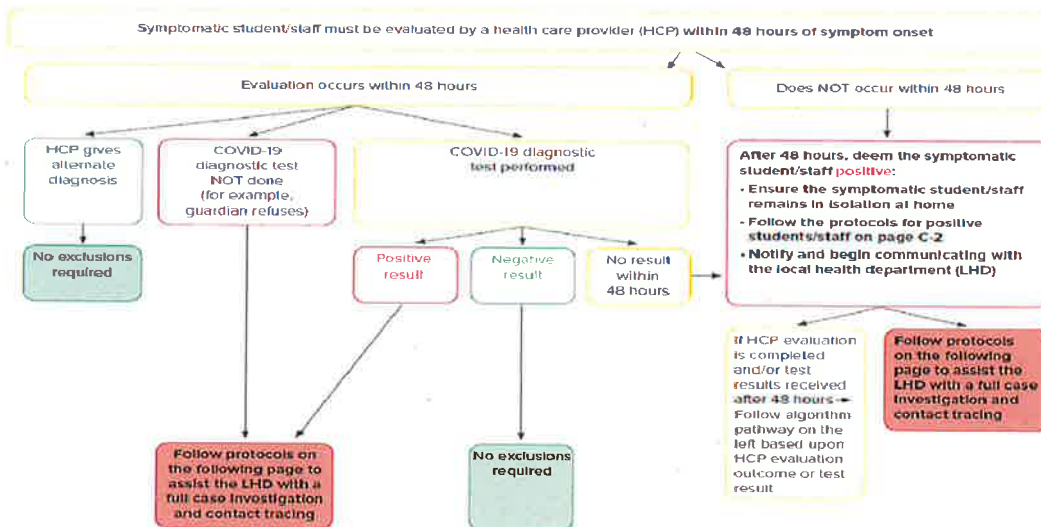 Symptomatic student/staff must be evaluated by a health care provider (HCP) within 48 hours of symptom onset
Evaluation occurs within 48 hours
Does NOT occur within 48 hours
HCP gives
alternate
diagnosis
COVID-19
diagnostic test
NOT done
(for example,
guardian refuses)
COVID-19 diagnostic
test performed
After 48 hours, deem the symptomatic
student/staff positive:
• Ensure the symptomatic student/staff
remains in isolation at home
• Follow the protocols for positive
students/staff on page C-2
• Notify and begin communicating with
the local health department (LHD)
No exclusions
required
Positive
result
Negative
result
No result
within
48 hours
If HCP evaluation
is completed
and/or test
results received
after 48 hours →
Follow algorithm
pathway on the
left based upon
HCP evaluation
outcome or test
result
Follow protocols
on the following
page to assist the
LHD with a full case
investigation and
contact tracing
Follow protocols on
the following page to
assist the LHD with a
full case investigation
and contact tracing
No exclusions
required